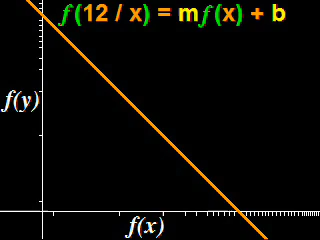 f(12 / x) = mf(x) + b
f(y)
f(x)